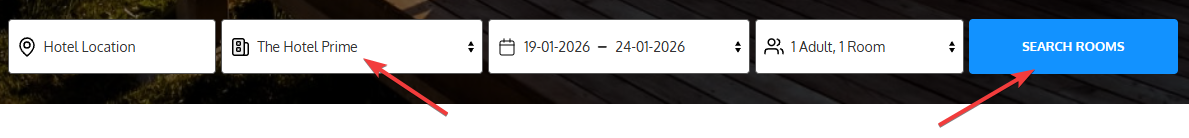 Hotel Location
The Hotel Prime
19-01-2026 – 24-01-2026
1 Adult, 1 Room
SEARCH ROOMS